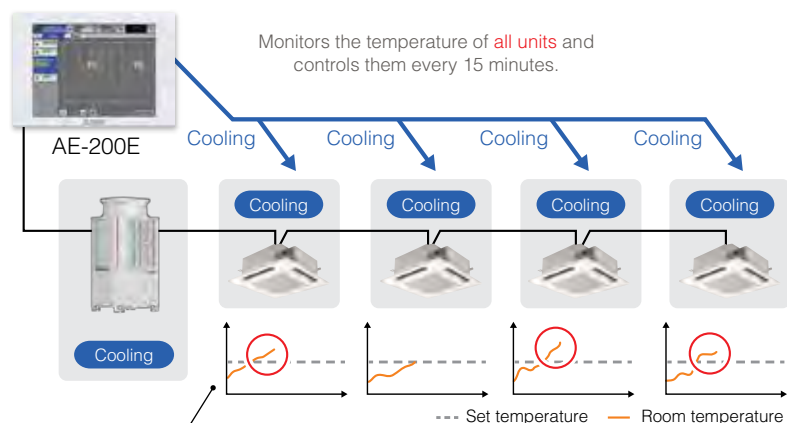 Monitors the temperature of all units and
controls them every 15 minutes.
AE-200E
Cooling Cooling Cooling Cooling
Cooling Cooling Cooling Cooling
Cooling
Set temperature Room temperature